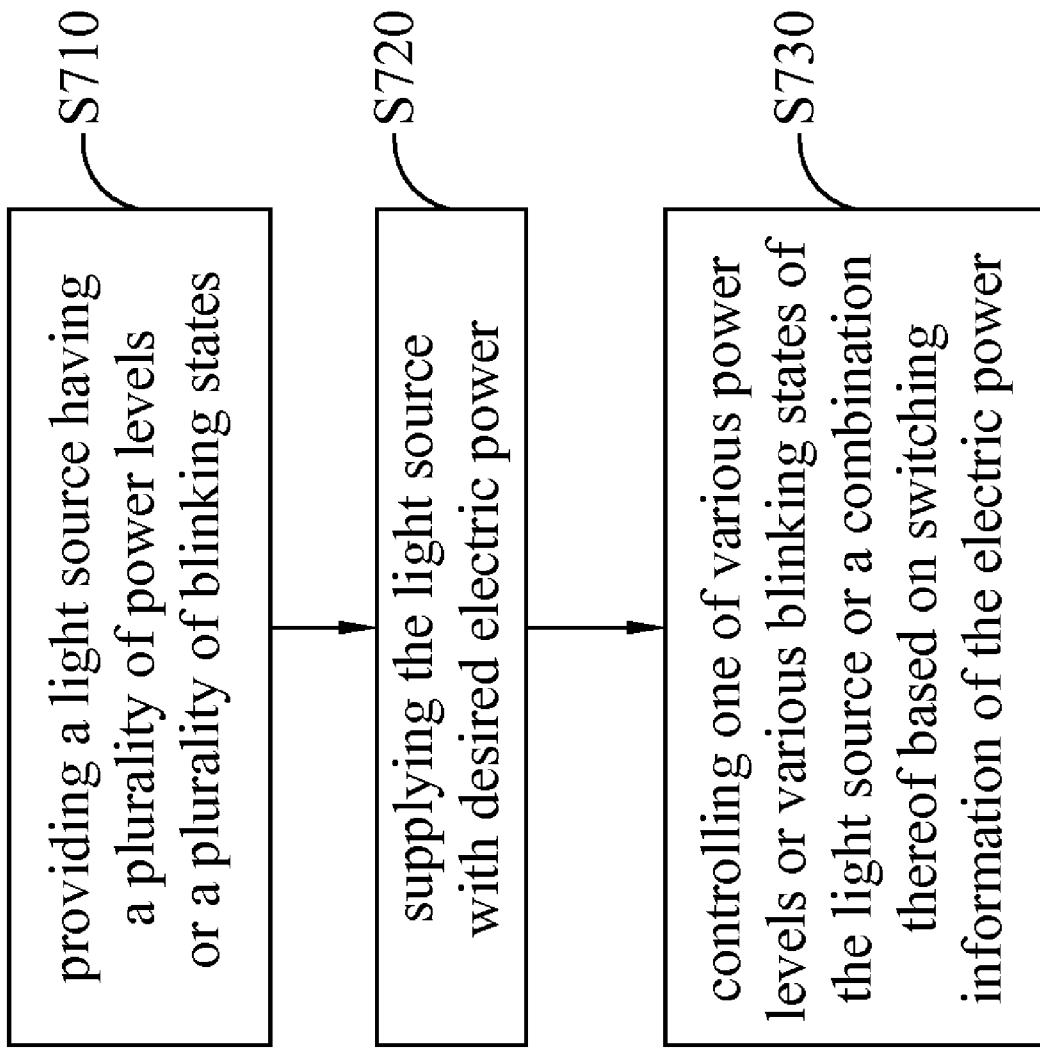 providing a light source having
a plurality of power levels
or a plurality of blinking states
S710
supplying the light source
with desired electric power
S720
controlling one of various power
levels or various blinking states of
the light source or a combination
thereof based on switching
information of the electric power
S730